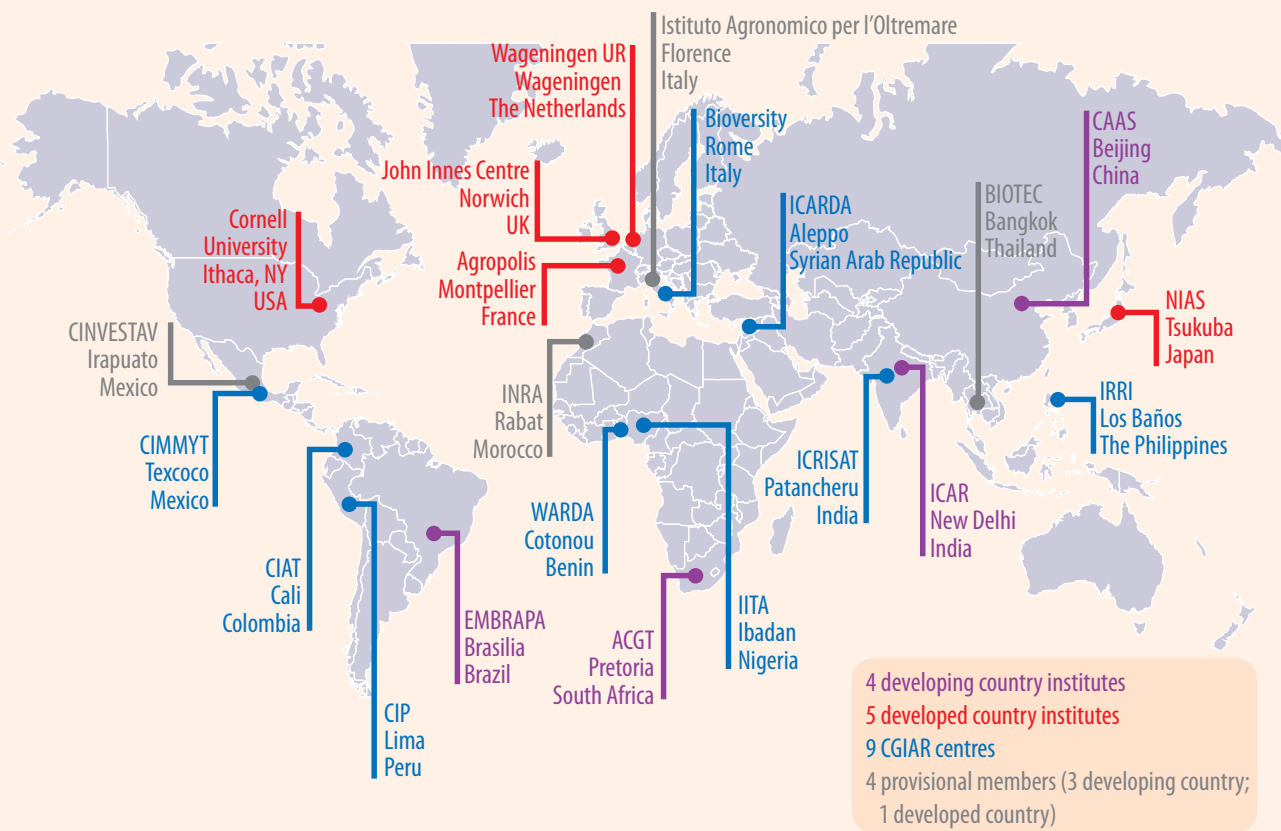 Istituto Agronomico per l'Oltremare
Florence
Italy
Wageningen UR
Wageningen
The Netherlands
Bioversity
Rome
Italy
CAAS
Beijing
China
John Innes Centre
Norwich
UK
BIOTEC
Bangkok
Thailand
ICARDA
Aleppo
Syrian Arab Republic
Cornell
University
Ithaca, NY
USA
Agropolis
Montpellier
France
NIAS
Tsukuba
Japan
CINVESTAV
Irapuato
Mexico
INRA
Rabat
Morocco
IRRI
Los Baños
The Philippines
CIMMYT
Texcoco
Mexico
ICRISAT
Patancheru
India
ICAR
New Delhi
India
WARDA
Cotonou
Benin
CIAT
Cali
Colombia
EMBRAPA
Brasilia
Brazil
ACGT
Pretoria
South Africa
IITA
Ibadan
Nigeria
CIP
Lima
Peru
4 developing country institutes
5 developed country institutes
9 CGIAR centres
4 provisional members (3 developing country;
1 developed country)